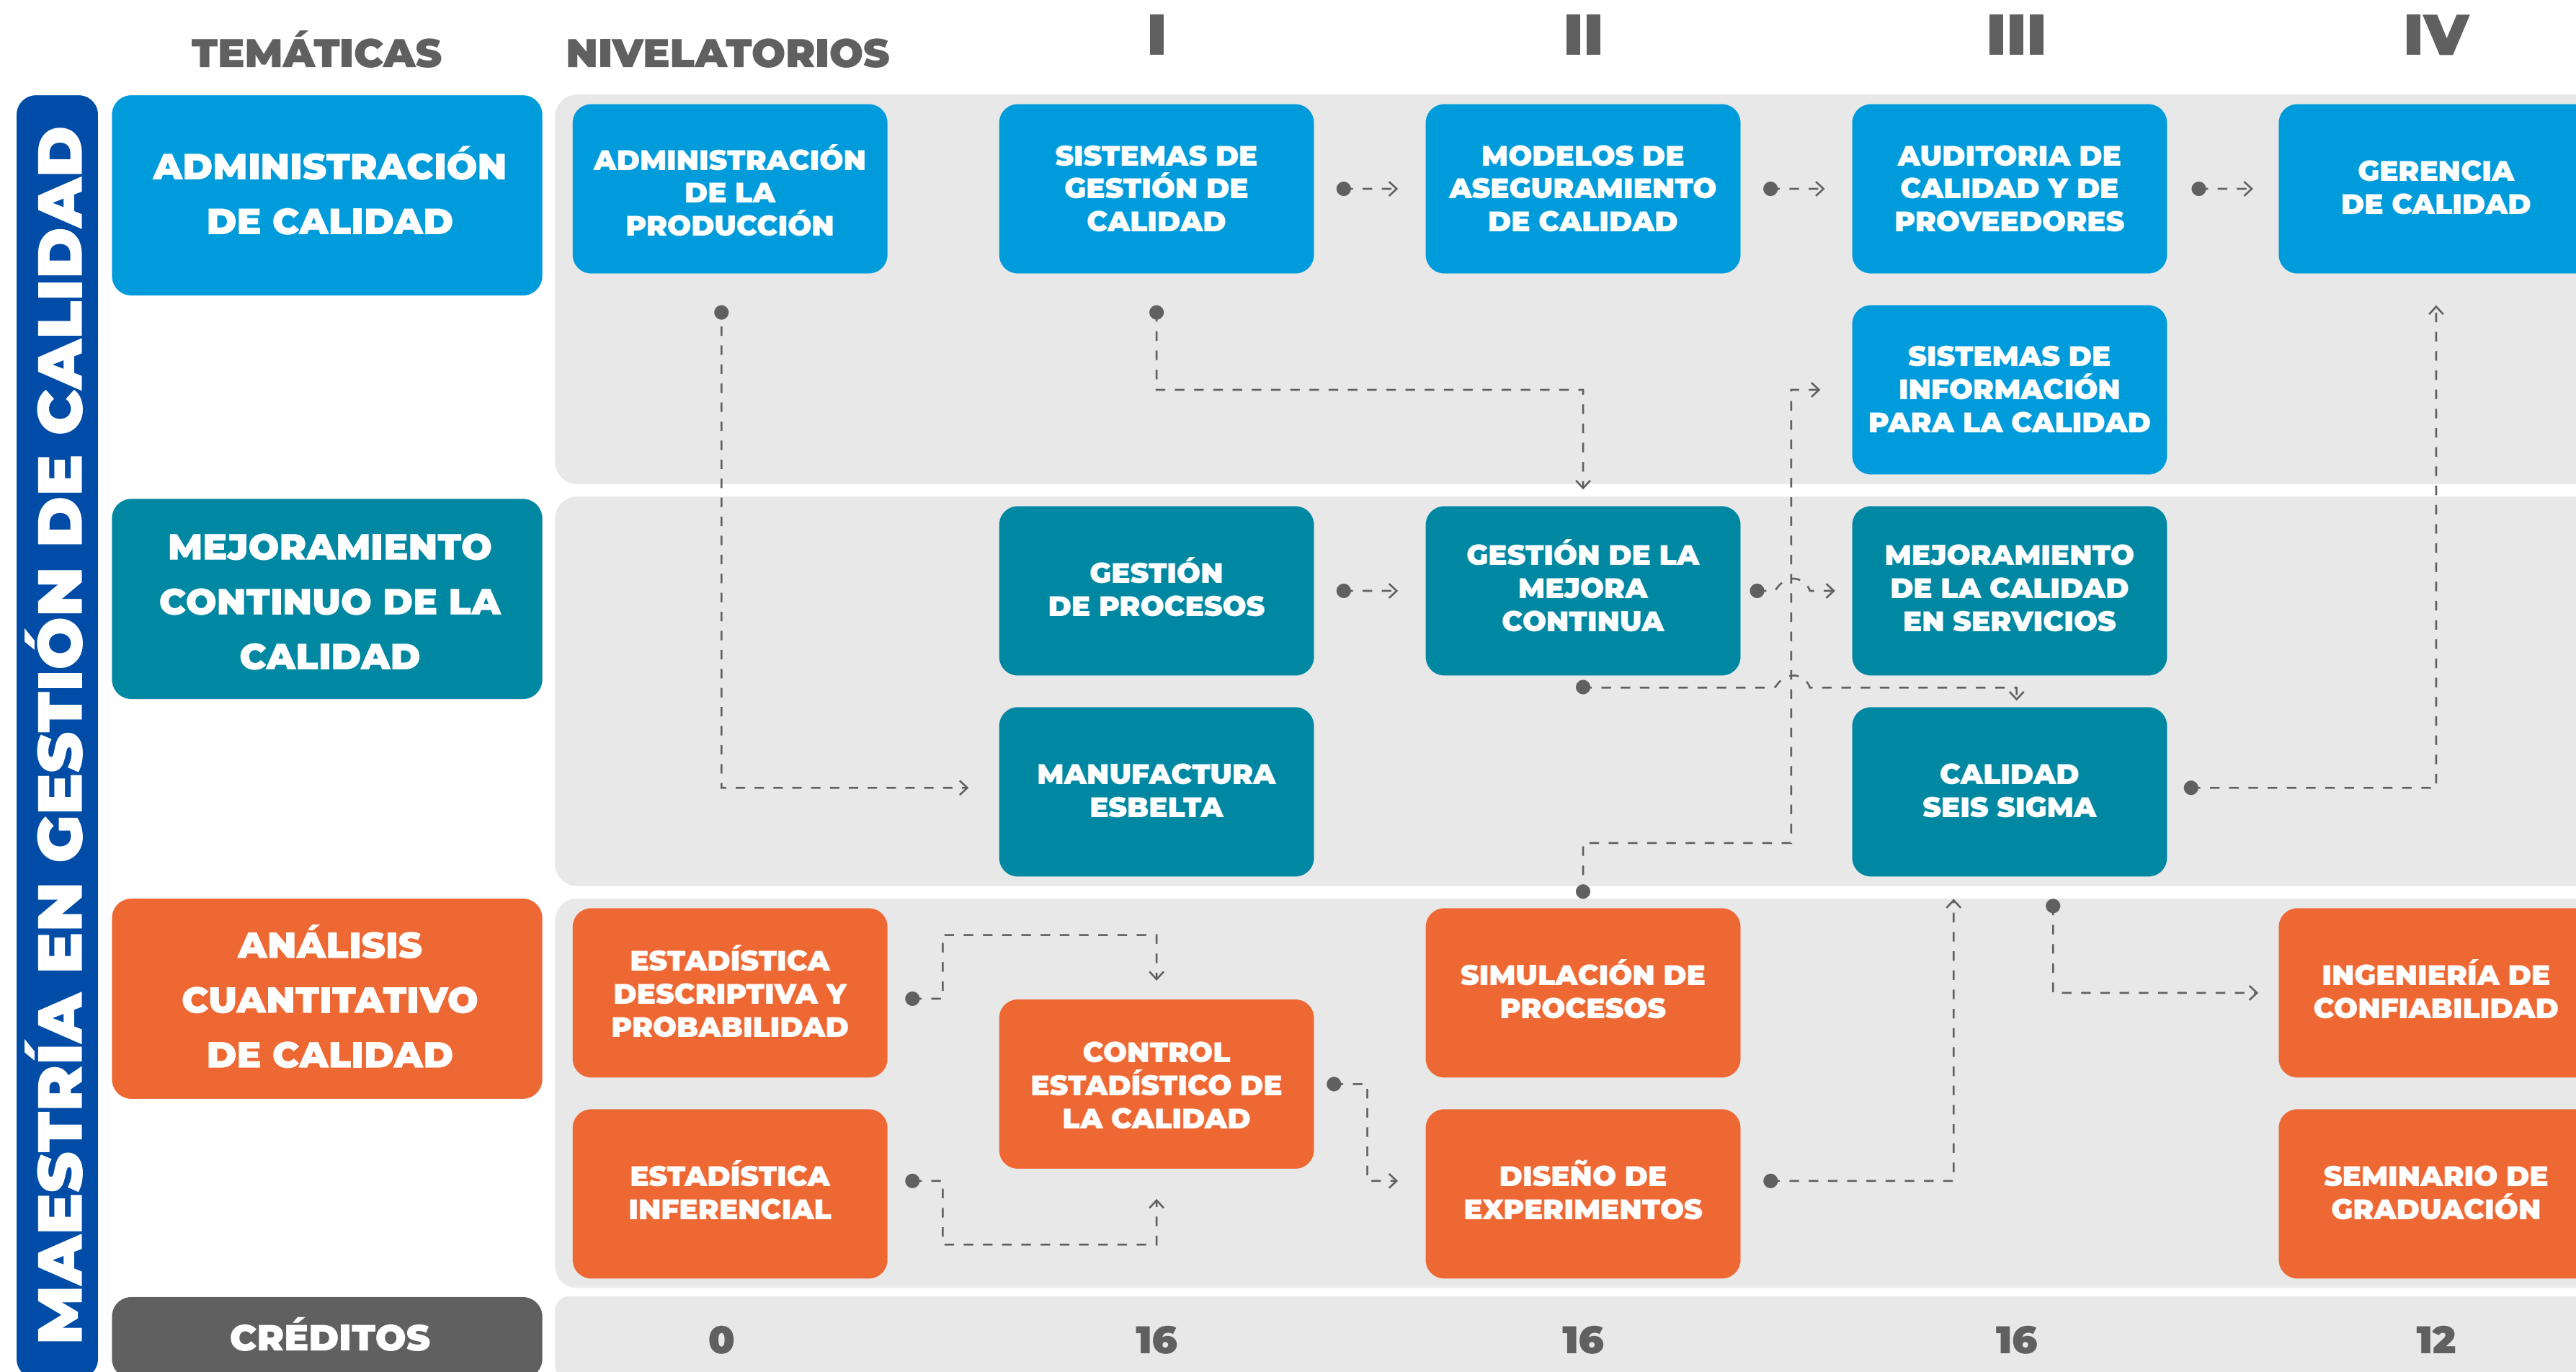 MAESTRÍA EN GESTIÓN DE CALIDAD
TEMÁTICAS
NIVELATORIOS
I
II
III
IV
ADMINISTRACIÓN
DE CALIDAD
ADMINISTRACIÓN
DE LA
PRODUCCIÓN
SISTEMAS DE
GESTIÓN DE
CALIDAD
MODELOS DE
ASEGURAMIENTO
DE CALIDAD
AUDITORIA DE
CALIDAD Y DE
PROVEEDORES
GERENCIA
DE CALIDAD
SISTEMAS DE
INFORMACIÓN
PARA LA CALIDAD
MEJORAMIENTO
CONTINUO DE LA
CALIDAD
GESTIÓN
DE PROCESOS
GESTIÓN DE LA
MEJORA
CONTINUA
MEJORAMIENTO
DE LA CALIDAD
EN SERVICIOS
MANUFACTURA
ESBELTA
CALIDAD
SEIS SIGMA
ANÁLISIS
CUANTITATIVO
DE CALIDAD
ESTADÍSTICA
DESCRIPTIVA Y
PROBABILIDAD
CONTROL
ESTADÍSTICO DE
LA CALIDAD
SIMULACIÓN DE
PROCESOS
INGENIERÍA DE
CONFIABILIDAD
ESTADÍSTICA
INFERENCIAL
DISEÑO DE
EXPERIMENTOS
SEMINARIO DE
GRADUACIÓN
CRÉDITOS
0
16
16
16
12